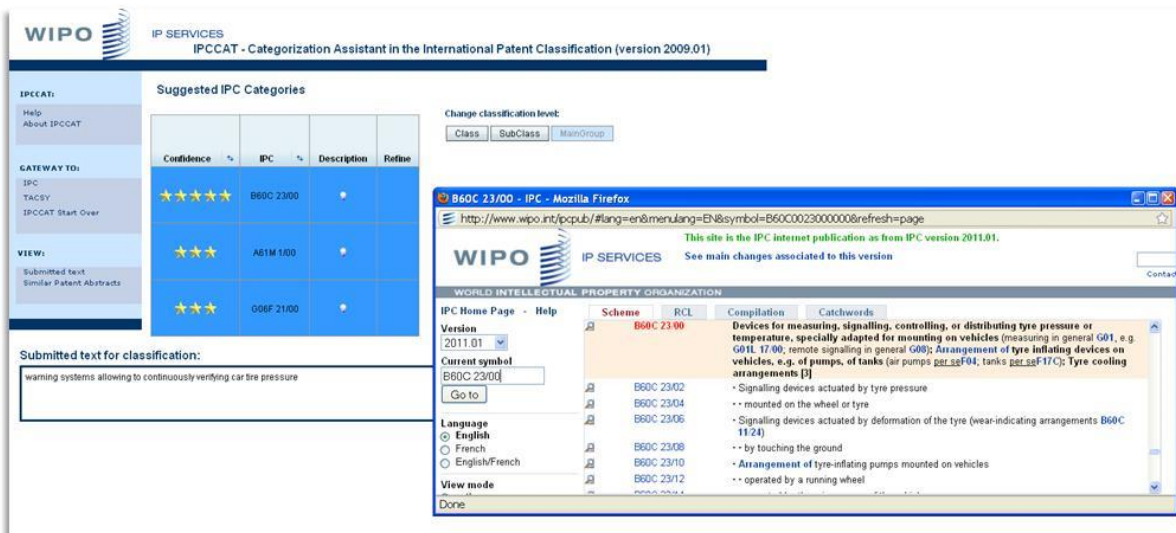 WIPO
IP SERVICES
IPCCAT - Categorization Assistant in the International Patent Classification (version 2009.01)
IPCCAT:
Help
About IPCCAT
GATEWAY TO:
IPC
TACSY
IPCCAT Start Over
VIEW:
Submitted text
Similar Patent Abstracts
Suggested IPC Categories
Confidence IPC Description Refine
B60C 23/00
A61M 1/00
G06F 21/00
Change classification level:
Class SubClass MainGroup
Submitted text for classification:
warning systems allowing to continuously verifying car tire pressure
B60C 23/00 - IPC - Mozilla Firefox
http://www.wipo.int/ipcpub/#lang=en&menulang=EN&symbol=B60C0023000000&refresh=page
This site is the IPC internet publication as from IPC version 2011.01.
WIPO
IP SERVICES
See main changes associated to this version
Contact
WORLD INTELLECTUAL PROPERTY ORGANIZATION
IPC Home Page - Help
Version
2011.01
Current symbol
B60C 23/00
Go to
Language
English
French
English/French
View mode
Scheme RCL Compilation Catchwords
B60C 23/00 Devices for measuring, signalling, controlling, or distributing tyre pressure or
temperature, specially adapted for mounting on vehicles (measuring in general G01, e.g.
G01L 17/00; remote signalling in general G08); Arrangement of tyre inflating devices on
vehicles, e.g. of pumps, of tanks (air pumps per seF04; tanks per seF17C); Tyre cooling
arrangements [3]
B60C 23/02 • Signalling devices actuated by tyre pressure
B60C 23/04 • • mounted on the wheel or tyre
B60C 23/06 • Signalling devices actuated by deformation of the tyre (wear-indicating arrangements B60C
11/24)
B60C 23/08 • • by touching the ground
B60C 23/10 • Arrangement of tyre-inflating pumps mounted on vehicles
B60C 23/12 • • operated by a running wheel
Done